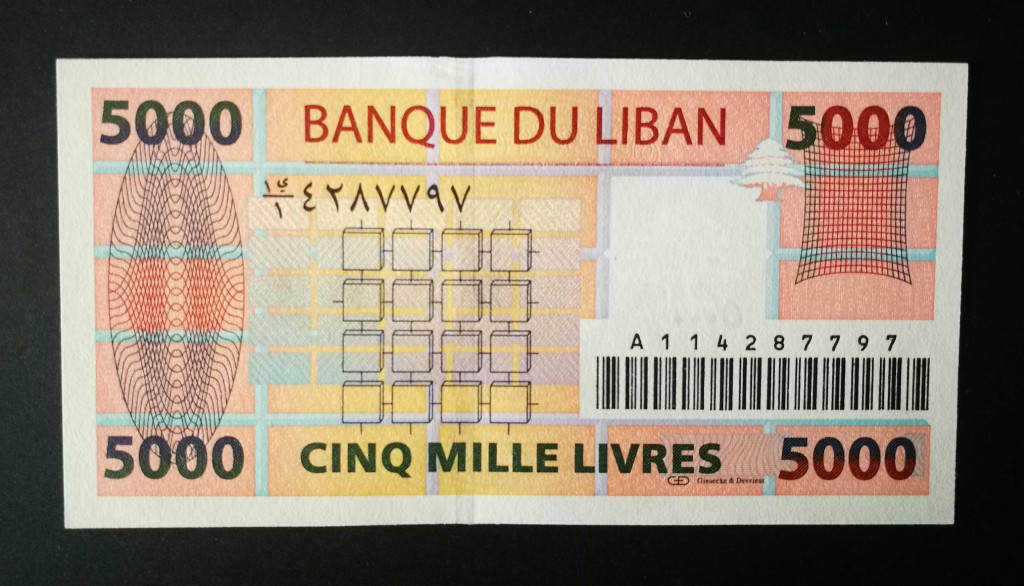 5000 BANQUE DU LIBAN 5000
١ي/١ ٤٢٨٧٧٩٧
A 1 1 4 2 8 7 7 9 7
5000 CINQ MILLE LIVRES 5000
Giesecke & Devrient